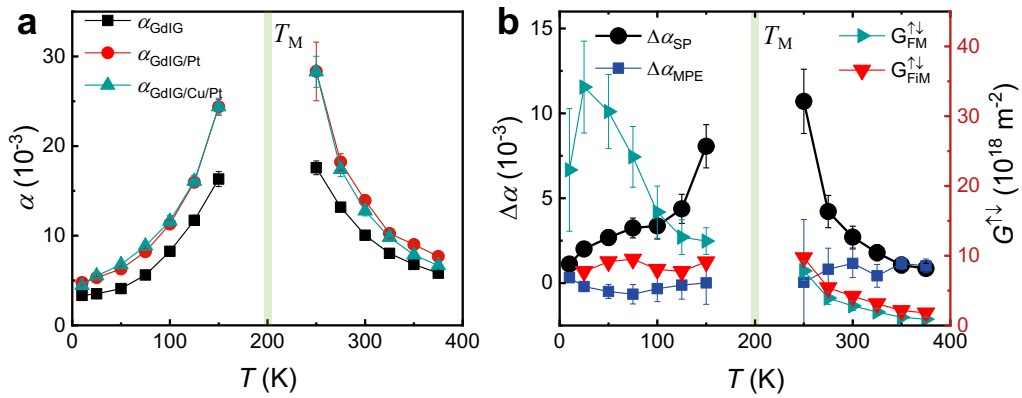 a
α_GdIG
α_GdIG/Pt
α_GdIG/Cu/Pt
T_M
α (10^-3)
30
20
10
0
0 100 200 300 400
T (K)
b
Δα_SP
Δα_MPE
T_M
G_FM^↑↓
G_FiM^↑↓
Δα (10^-3)
15
10
5
0
40
30
20
10
0
G^↑↓ (10^18 m^-2)
0 100 200 300 400
T (K)